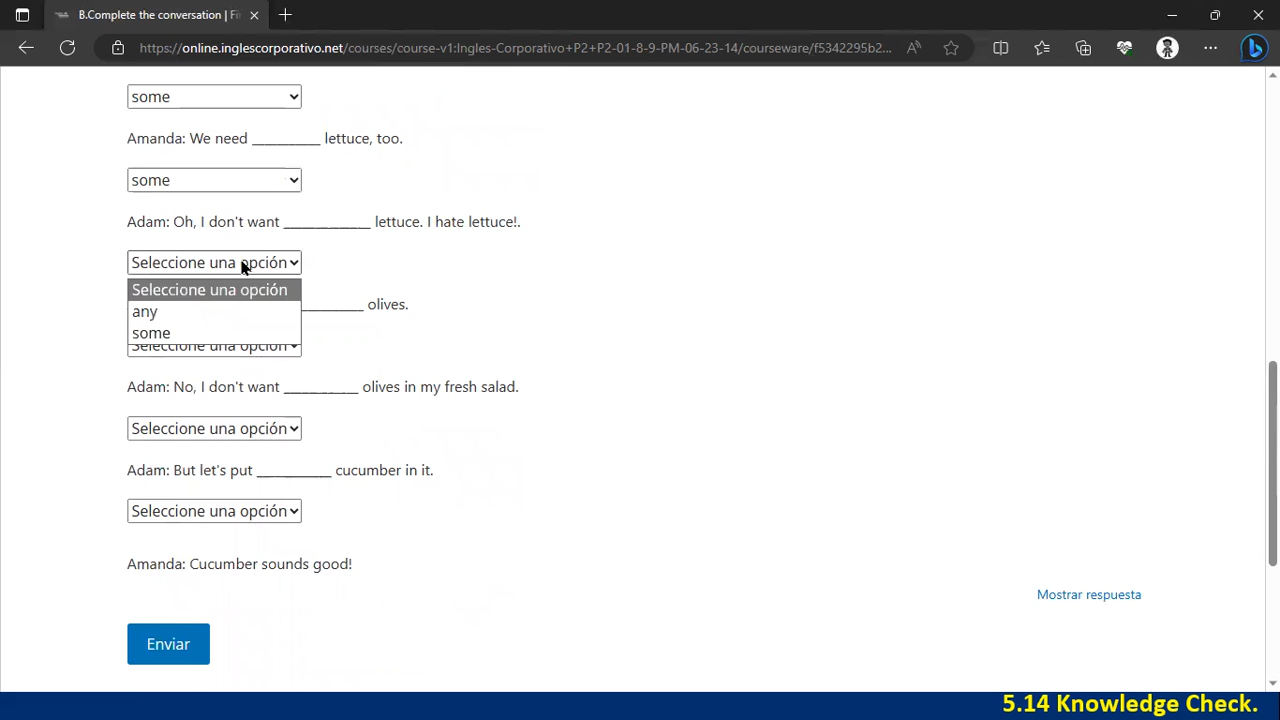 B.Complete the conversation | Fi
https://online.inglescorporativo.net/courses/course-v1:Ingles-Corporativo+P2+P2-01-8-9-PM-06-23-14/courseware/f5342295b2...
some
Amanda: We need __________ lettuce, too.
some
Adam: Oh, I don't want _____________ lettuce. I hate lettuce!.
Seleccione una opción
Seleccione una opción
any
olives.
some
Seleccione una opción
Adam: No, I don't want ___________ olives in my fresh salad.
Seleccione una opción
Adam: But let's put ___________ cucumber in it.
Seleccione una opción
Amanda: Cucumber sounds good!
Mostrar respuesta
Enviar
5.14 Knowledge Check.